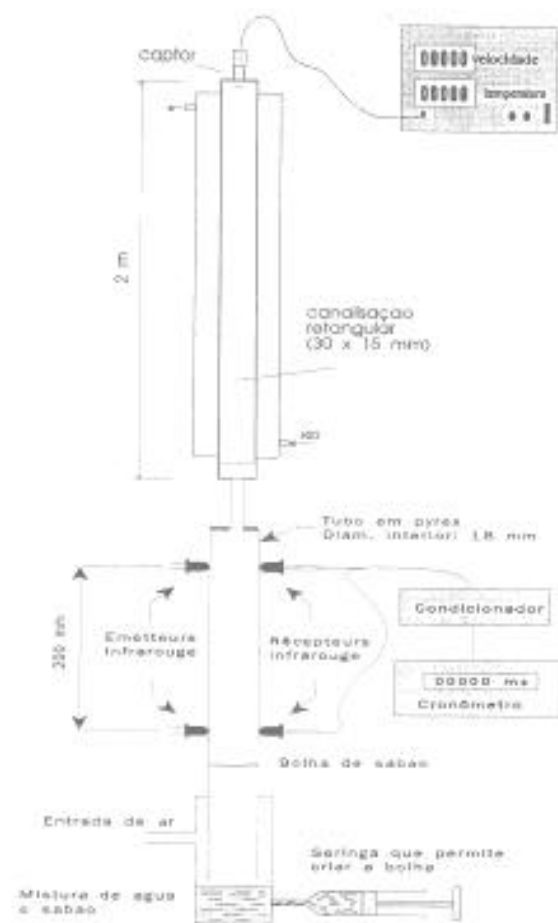 captor
00000 velocidade
00000 temperatura
2 m
canalisaçao
retangular
(30 x 15 mm)
Tubo em pyrex
Diam. interior: 18 mm
200 mm
Emetteurs
infrarouge
Récepteurs
infrarouge
Condicionador
00000 ms
Cronômetro
Bolha de sabao
Entrada de ar
Seringa que permite
criar a bolha
Mistura de agua
e sabao